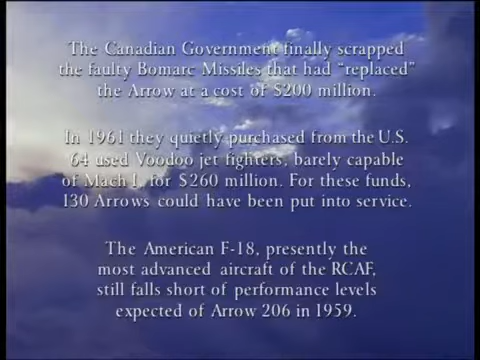 The Canadian Government finally scrapped
the faulty Bomarc Missiles that had “replaced”
the Arrow at a cost of $200 million.
In 1961 they quietly purchased from the U.S.
64 used Voodoo jet fighters, barely capable
of Mach 1, for $260 million. For these funds,
130 Arrows could have been put into service.
The American F-18, presently the
most advanced aircraft of the RCAF,
still falls short of performance levels
expected of Arrow 206 in 1959.